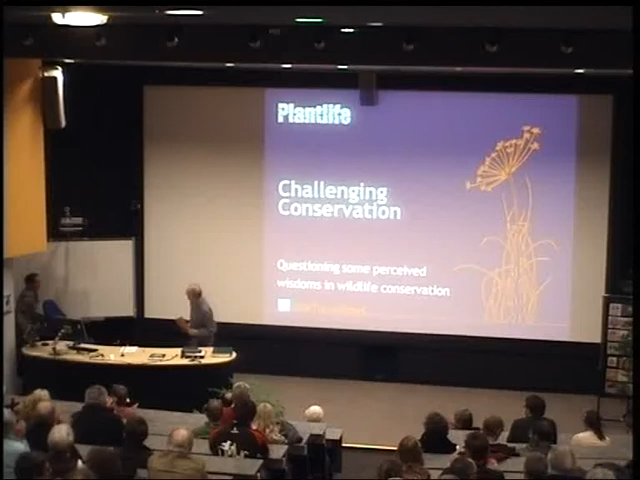 Plantlife
Challenging
Conservation
Questioning some perceived
wisdoms in wildlife conservation